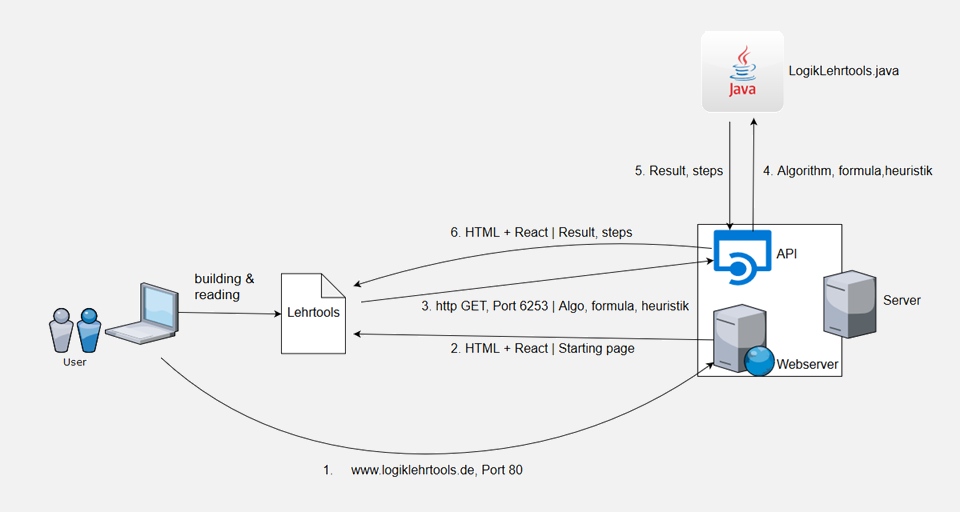 Java
LogikLehrtools.java
5. Result, steps
4. Algorithm, formula,heuristik
6. HTML + React | Result, steps
API
building &
reading
Lehrtools
3. http GET, Port 6253 | Algo, formula, heuristik
Server
2. HTML + React | Starting page
User
Webserver
1. www.logiklehrtools.de, Port 80